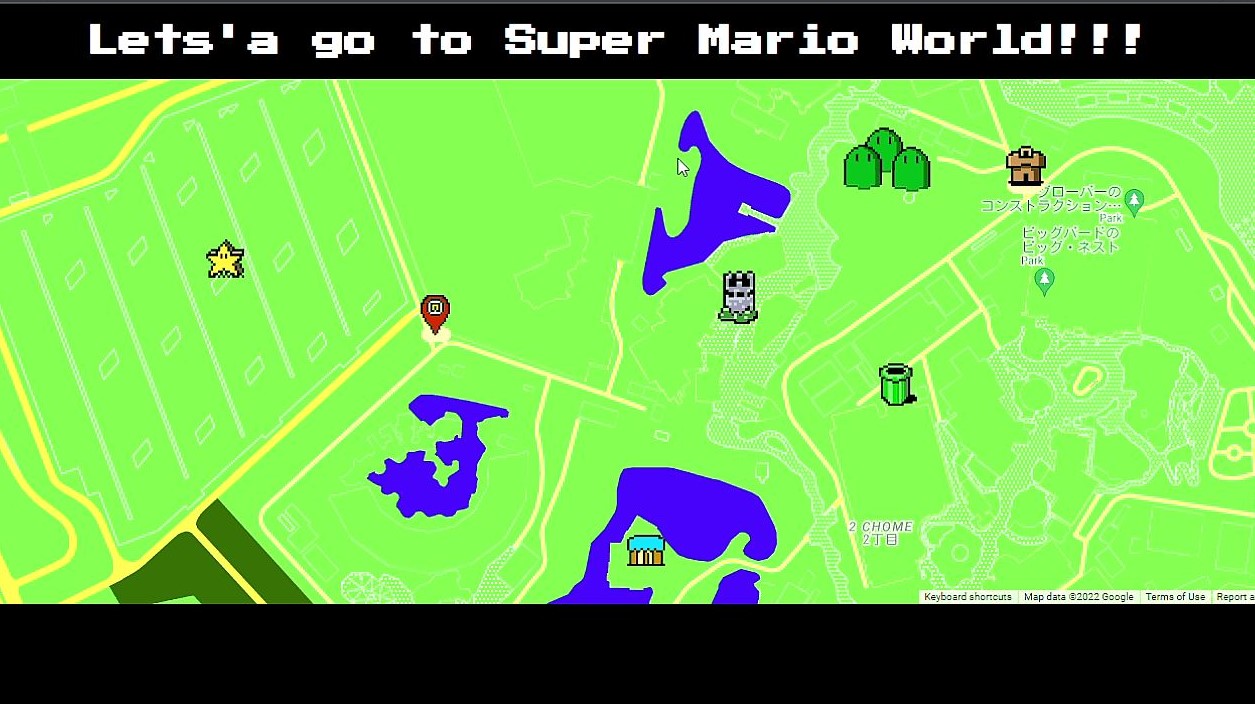 Lets'a go to Super Mario World!!!
グローバーの
コンストラクション…
Park
ビッグバードの
ビッグ・ネスト
Park
2 CHOME
2丁目
Keyboard shortcuts
Map data ©2022 Google
Terms of Use
Report a